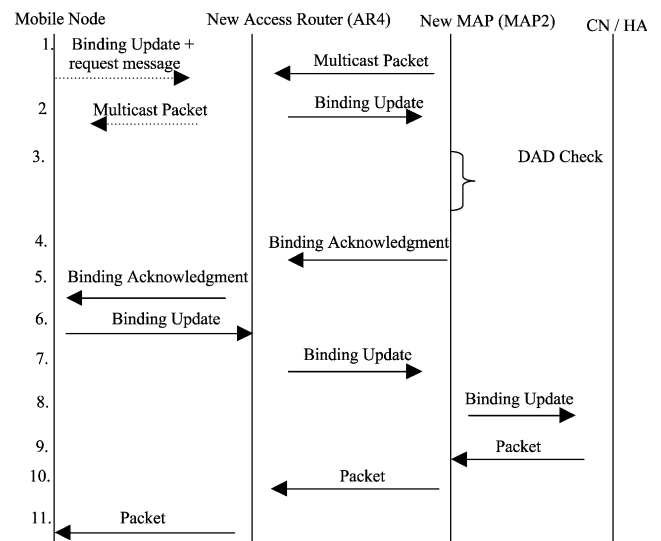 Mobile Node New Access Router (AR4) New MAP (MAP2) CN / HA
1. Binding Update +
request message
Multicast Packet
2 Multicast Packet Binding Update
3. DAD Check
4. Binding Acknowledgment
5. Binding Acknowledgment
6. Binding Update
7. Binding Update
8. Binding Update
9. Packet
10. Packet
11. Packet